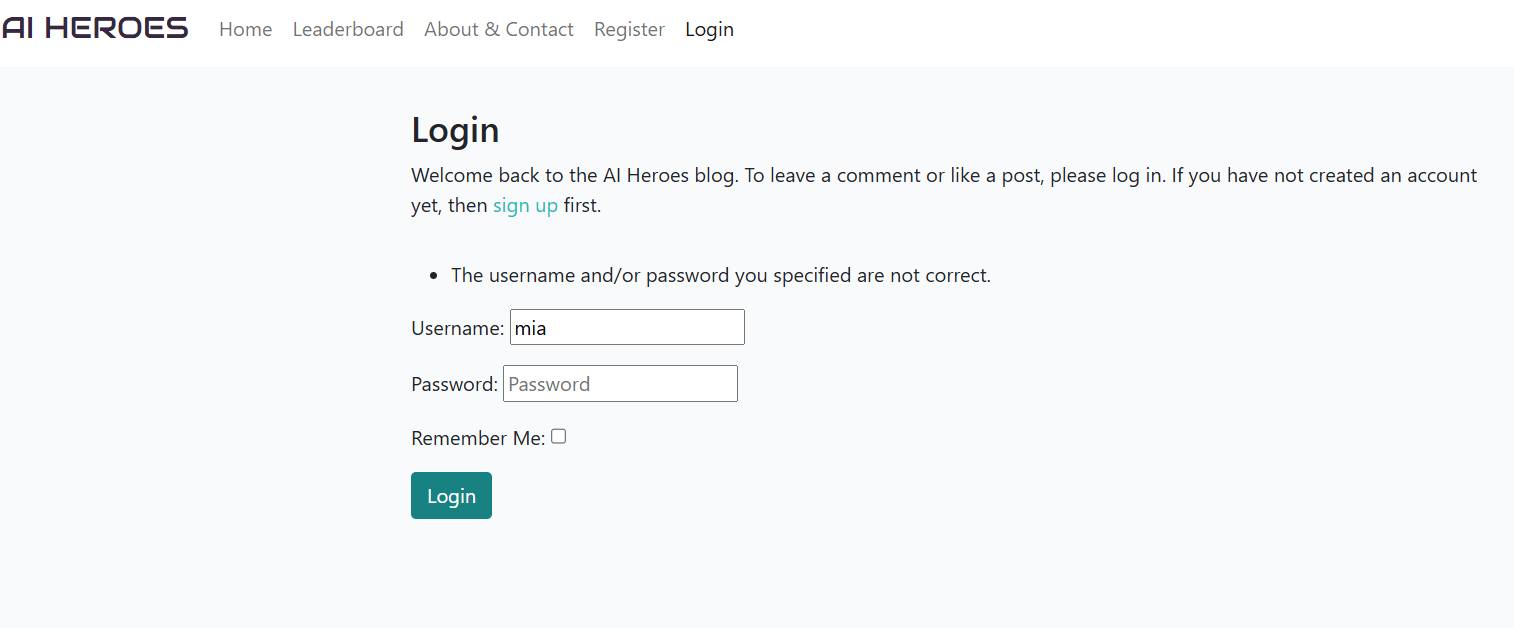 AI HEROES Home Leaderboard About & Contact Register Login
Login
Welcome back to the AI Heroes blog. To leave a comment or like a post, please log in. If you have not created an account
yet, then sign up first.
• The username and/or password you specified are not correct.
Username: mia
Password: Password
Remember Me:
Login